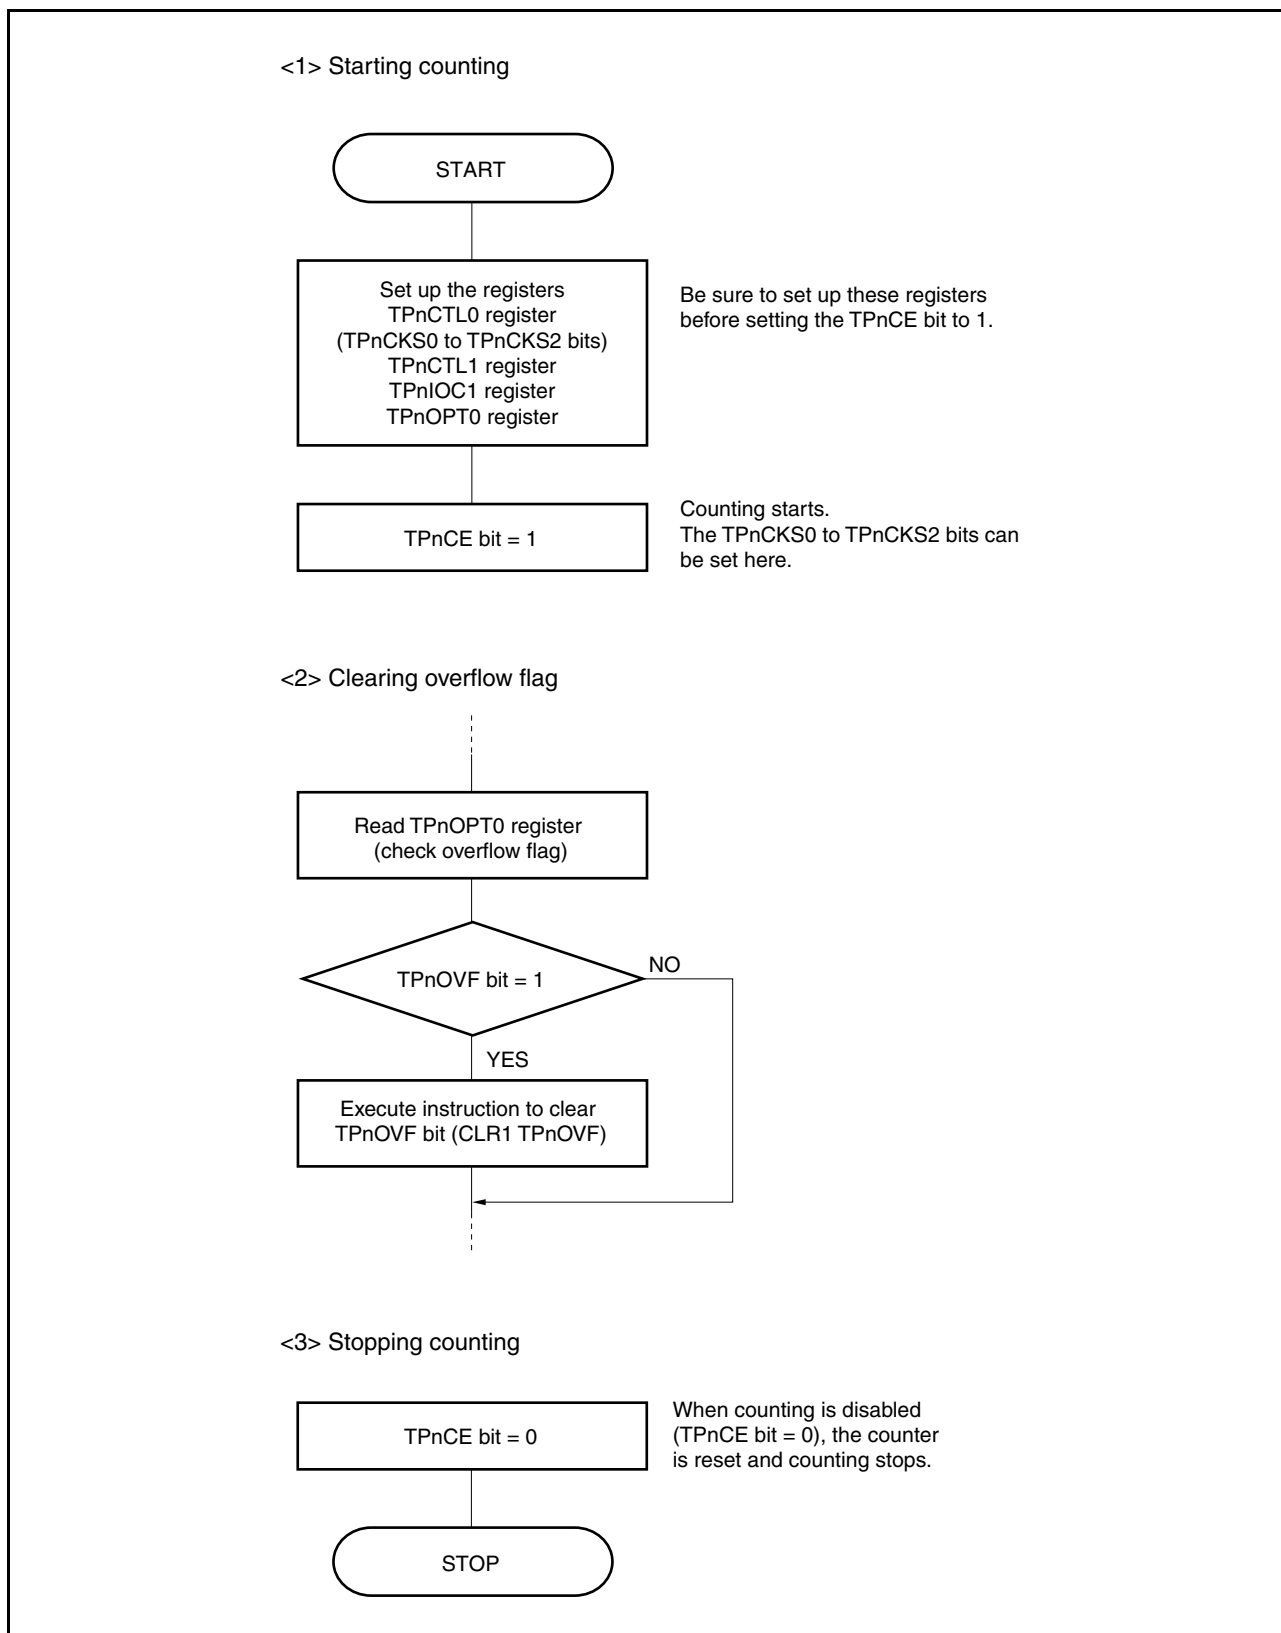 <1> Starting counting
START
Set up the registers
TPnCTL0 register
(TPnCKS0 to TPnCKS2 bits)
TPnCTL1 register
TPnIOC1 register
TPnOPT0 register
Be sure to set up these registers
before setting the TPnCE bit to 1.
TPnCE bit = 1
Counting starts.
The TPnCKS0 to TPnCKS2 bits can
be set here.
<2> Clearing overflow flag
Read TPnOPT0 register
(check overflow flag)
TPnOVF bit = 1
NO
YES
Execute instruction to clear
TPnOVF bit (CLR1 TPnOVF)
<3> Stopping counting
TPnCE bit = 0
When counting is disabled
(TPnCE bit = 0), the counter
is reset and counting stops.
STOP